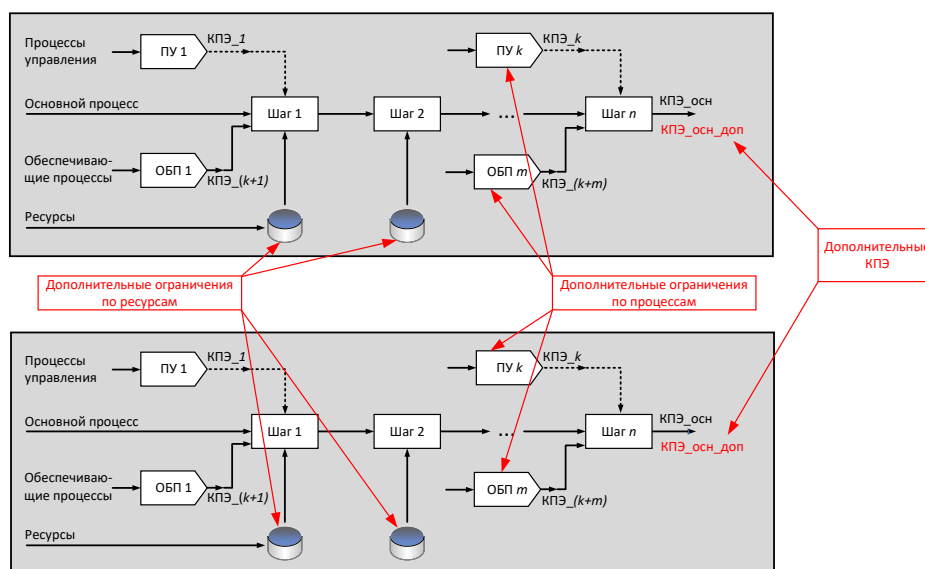 Процессы
управления
ПУ 1
КПЭ_1
ПУ k
КПЭ_k
Основной процесс
Шаг 1
Шаг 2
...
Шаг n
КПЭ_осн
КПЭ_осн_доп
Обеспечиваю-
щие процессы
ОБП 1
КПЭ_(k+1)
ОБП m
КПЭ_(k+m)
Ресурсы
Дополнительные ограничения
по ресурсам
Дополнительные ограничения
по процессам
Дополнительные
КПЭ
Процессы
управления
ПУ 1
КПЭ_1
ПУ k
КПЭ_k
Основной процесс
Шаг 1
Шаг 2
...
Шаг n
КПЭ_осн
КПЭ_осн_доп
Обеспечиваю-
щие процессы
ОБП 1
КПЭ_(k+1)
ОБП m
КПЭ_(k+m)
Ресурсы